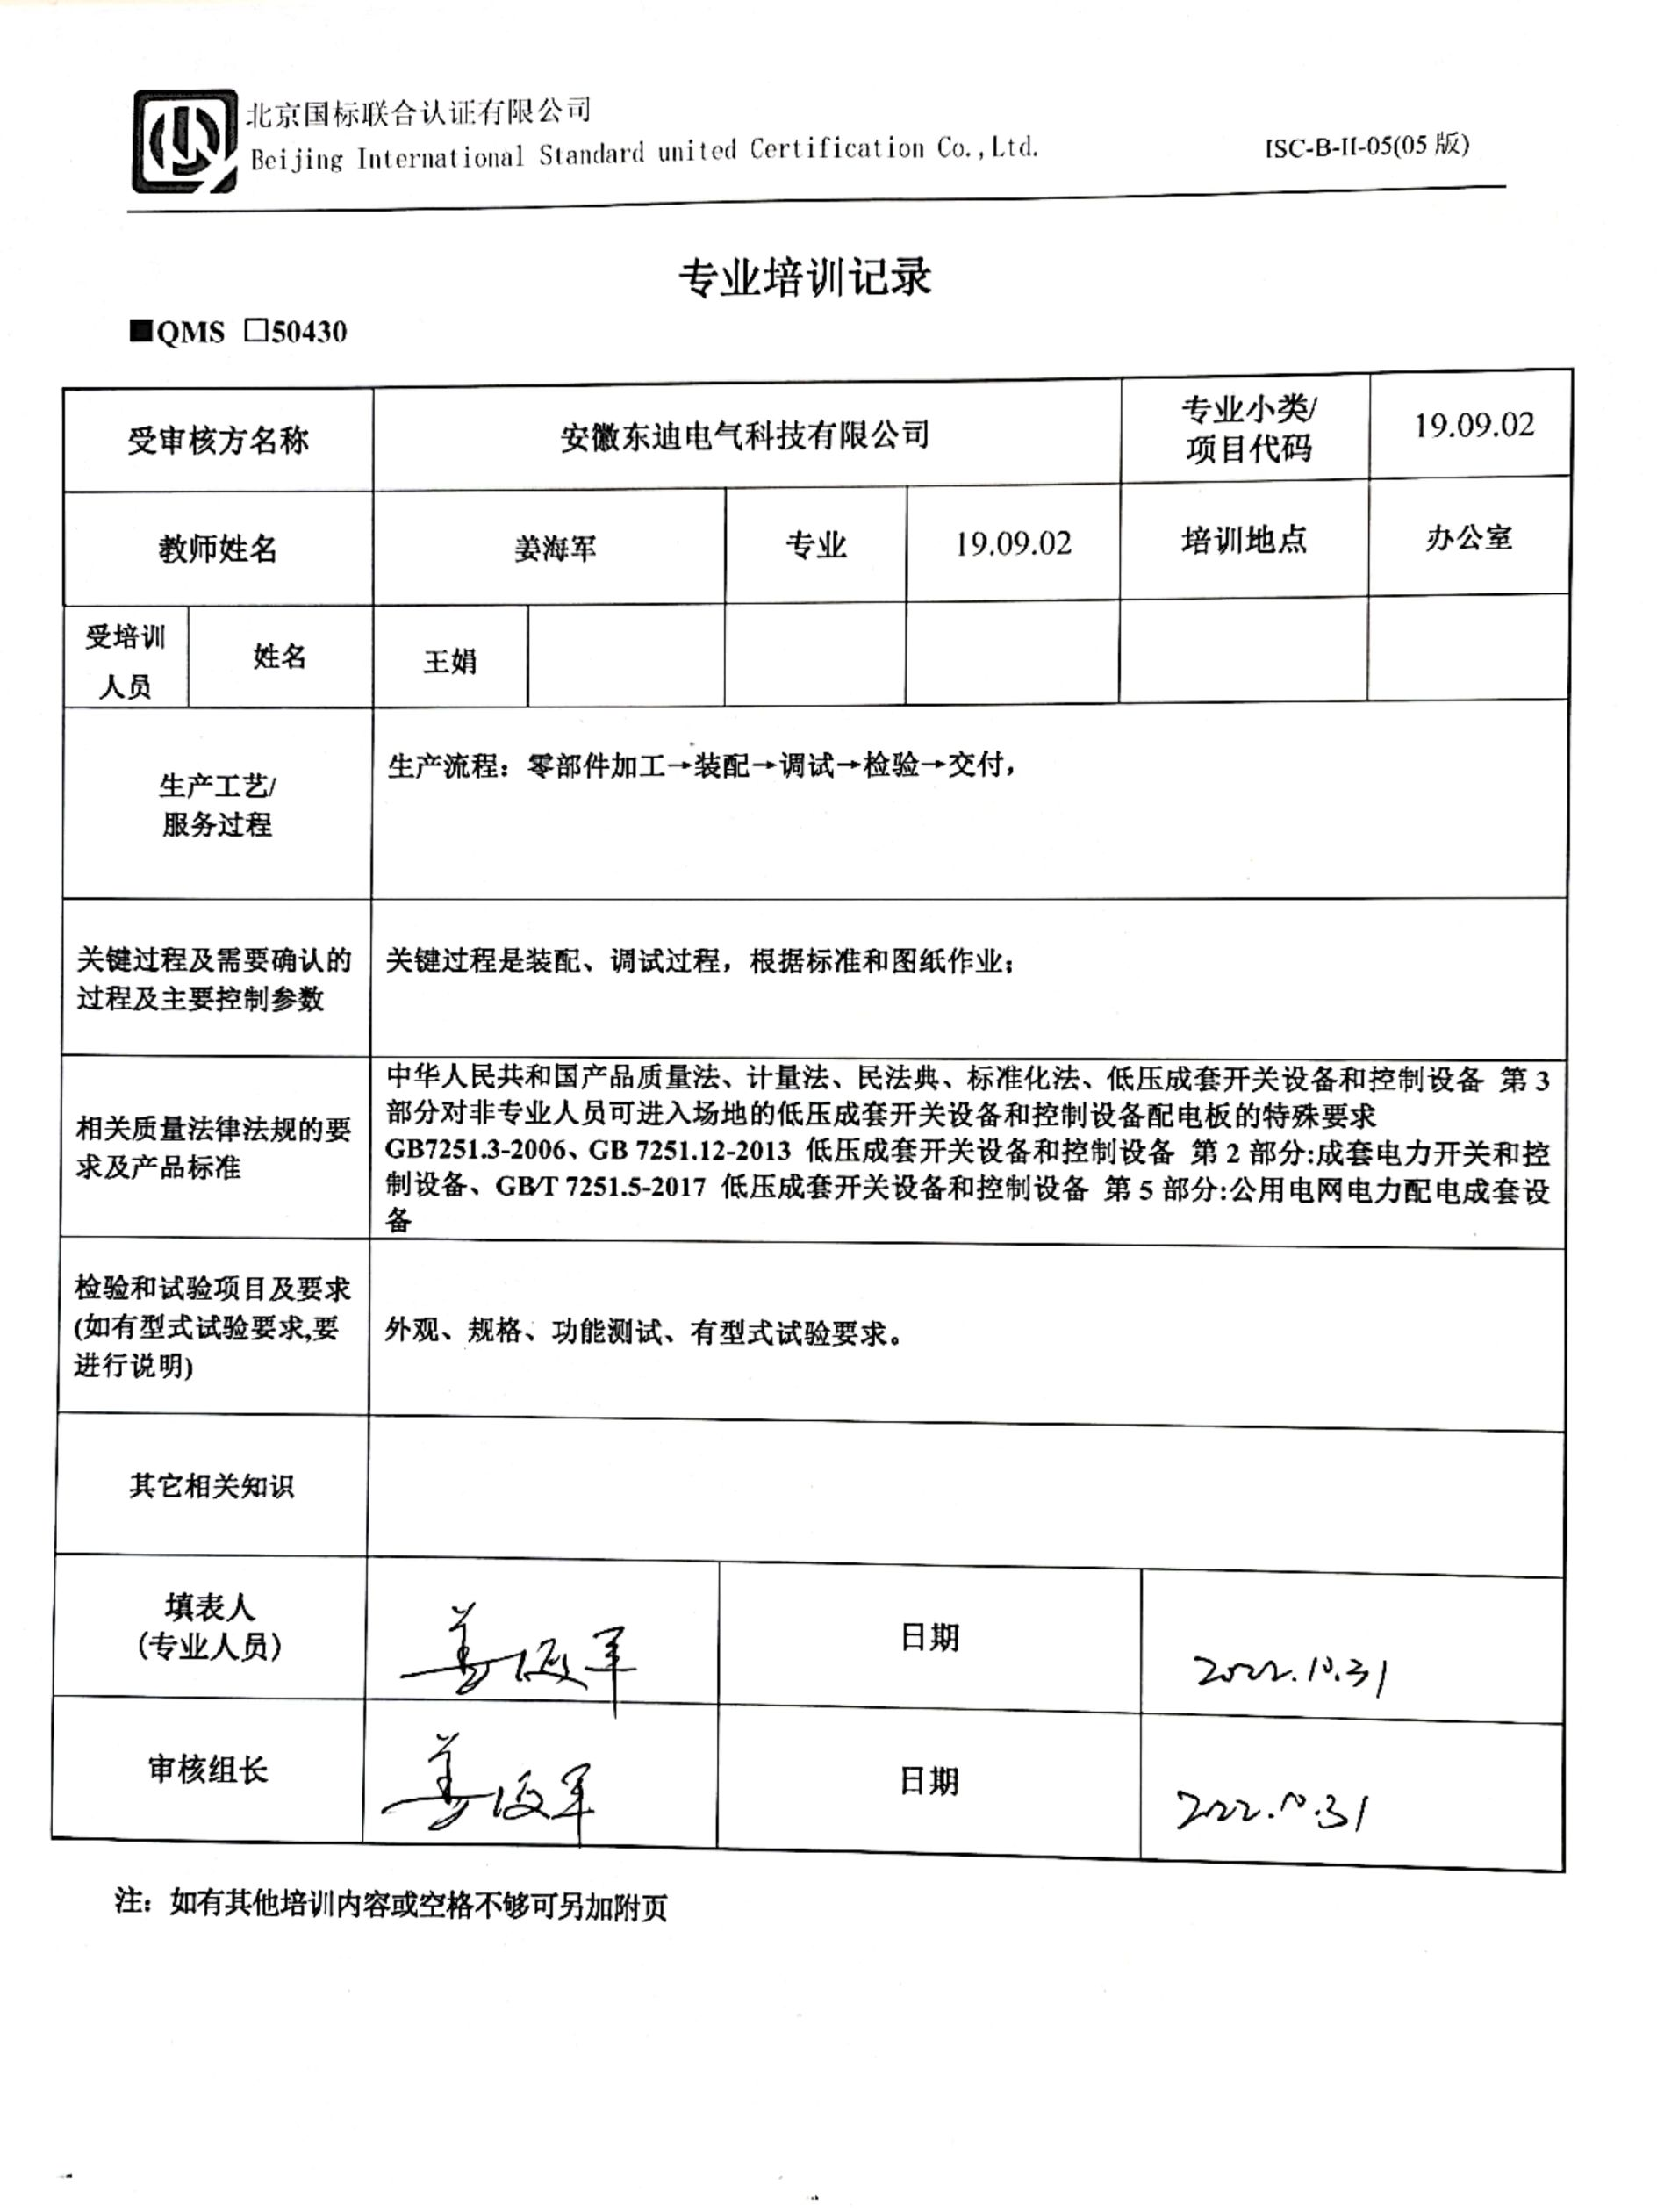 北京国标联合认证有限公司
Beijing International Standard united Certification Co.,Ltd.
ISC-B-II-05(05 版)
专业培训记录
■QMS □50430
受审核方名称
安徽东迪电气科技有限公司
专业小类/
项目代码
19.09.02
教师姓名
姜海军
专业
19.09.02
培训地点
办公室
受培训
人员
姓名
王娟
生产工艺/
服务过程
生产流程：零部件加工→装配→调试→检验→交付，
关键过程及需要确认的
过程及主要控制参数
关键过程是装配、调试过程，根据标准和图纸作业；
相关质量法律法规的要
求及产品标准
中华人民共和国产品质量法、计量法、民法典、标准化法、低压成套开关设备和控制设备 第 3
部分对非专业人员可进入场地的低压成套开关设备和控制设备配电板的特殊要求
GB7251.3-2006、GB 7251.12-2013 低压成套开关设备和控制设备 第 2 部分:成套电力开关和控
制设备、GB/T 7251.5-2017 低压成套开关设备和控制设备 第 5 部分:公用电网电力配电成套设
备
检验和试验项目及要求
(如有型式试验要求,要
进行说明)
外观、规格、功能测试、有型式试验要求。
其它相关知识
填表人
(专业人员)
姜海军
日期
2022.10.31
审核组长
姜海军
日期
2022.10.31
注：如有其他培训内容或空格不够可另加附页